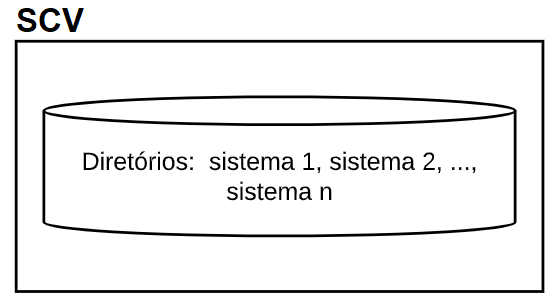 SCV
Diretórios:  sistema 1, sistema 2, ...,
sistema n